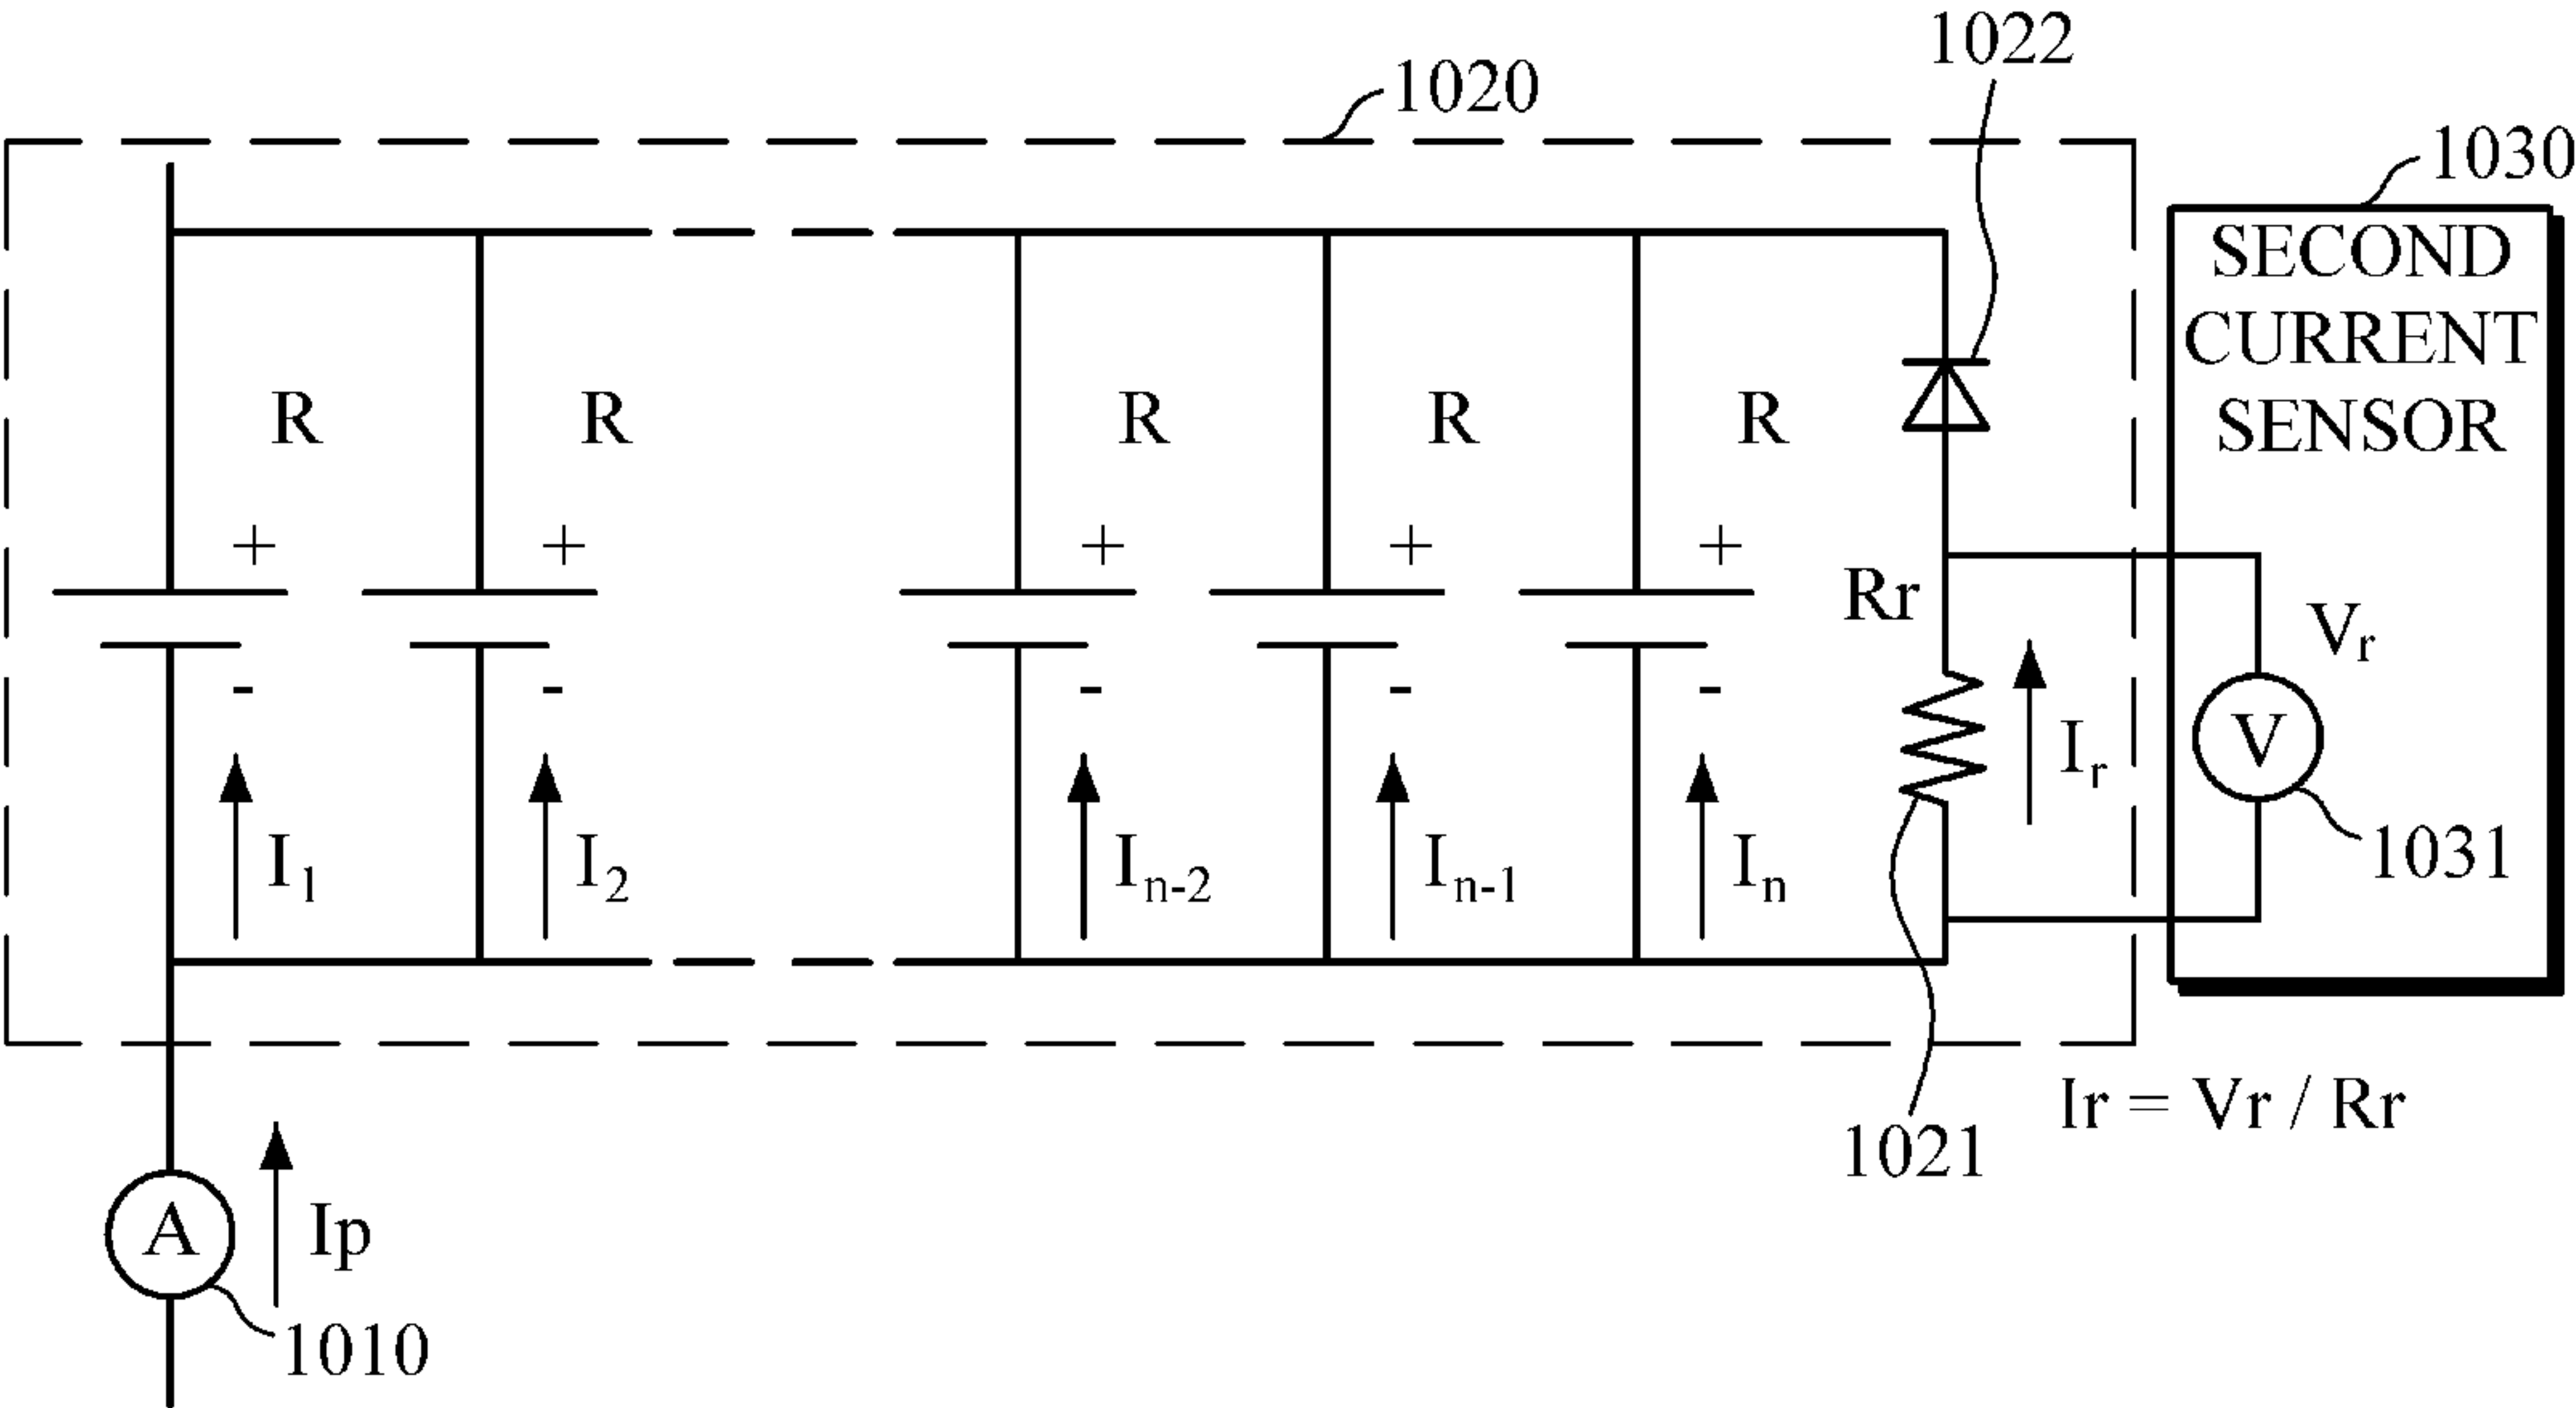 1022
1020
1030
SECOND
CURRENT
SENSOR
R R R R R
+ + + + +
Rr
Vr
- - - - -
V
Ir
1031
I1 I2 In-2 In-1 In
Ir = Vr / Rr
1021
A
Ip
1010